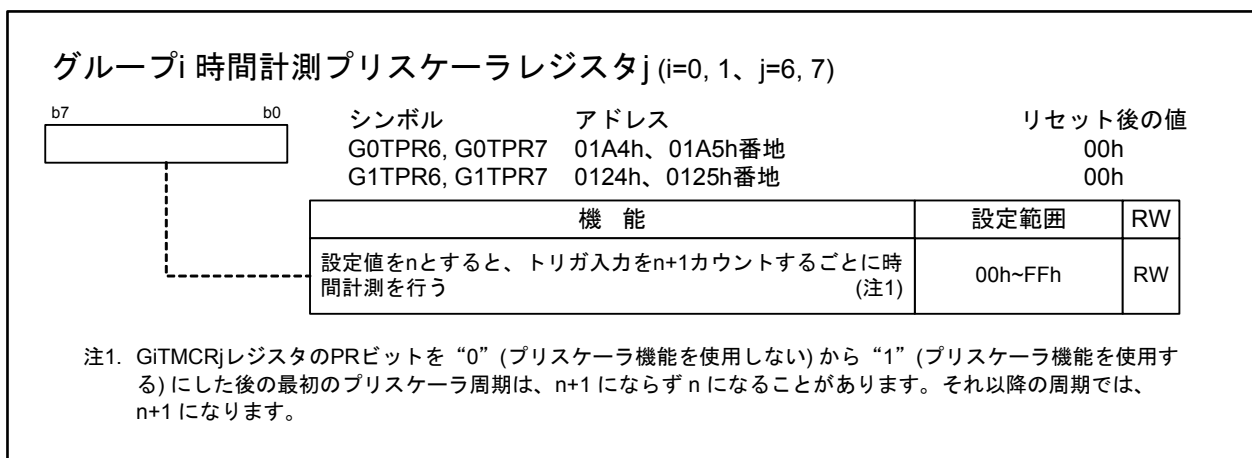 グループi 時間計測プリスケーラレジスタj (i=0, 1、j=6, 7)
b7 b0 シンボル アドレス リセット後の値
G0TPR6, G0TPR7 01A4h、01A5h番地 00h
G1TPR6, G1TPR7 0124h、0125h番地 00h
機 能 設定範囲 RW
設定値をnとすると、トリガ入力をn+1カウントするごとに時
間計測を行う (注1) 00h~FFh RW
注1. GiTMCRjレジスタのPRビットを“0”(プリスケーラ機能を使用しない) から“1”(プリスケーラ機能を使用す
る) にした後の最初のプリスケーラ周期は、n+1 にならず n になることがあります。それ以降の周期では、
n+1 になります。